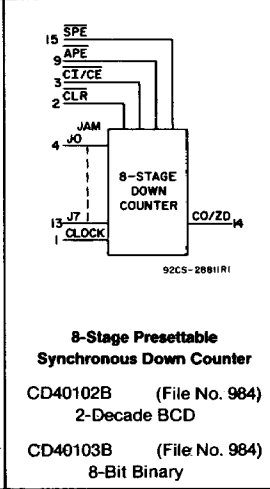 15 SPE
9 APE
3 CI/CE
2 CLR
JAM
4 J0
8-STAGE
DOWN
COUNTER
13 J7
CO/ZD 14
1 CLOCK
92CS-28811R1
8-Stage Presettable
Synchronous Down Counter
CD40102B (File No. 984)
2-Decade BCD
CD40103B (File No. 984)
8-Bit Binary